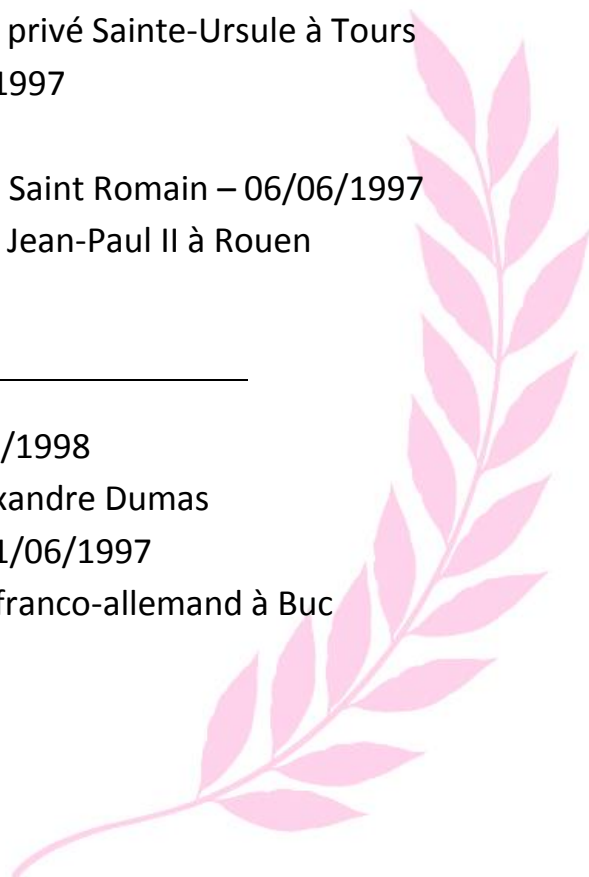 privé Sainte-Ursule à Tours
1997
Saint Romain – 06/06/1997
Jean-Paul II à Rouen
/1998
xandre Dumas
1/06/1997
franco-allemand à Buc